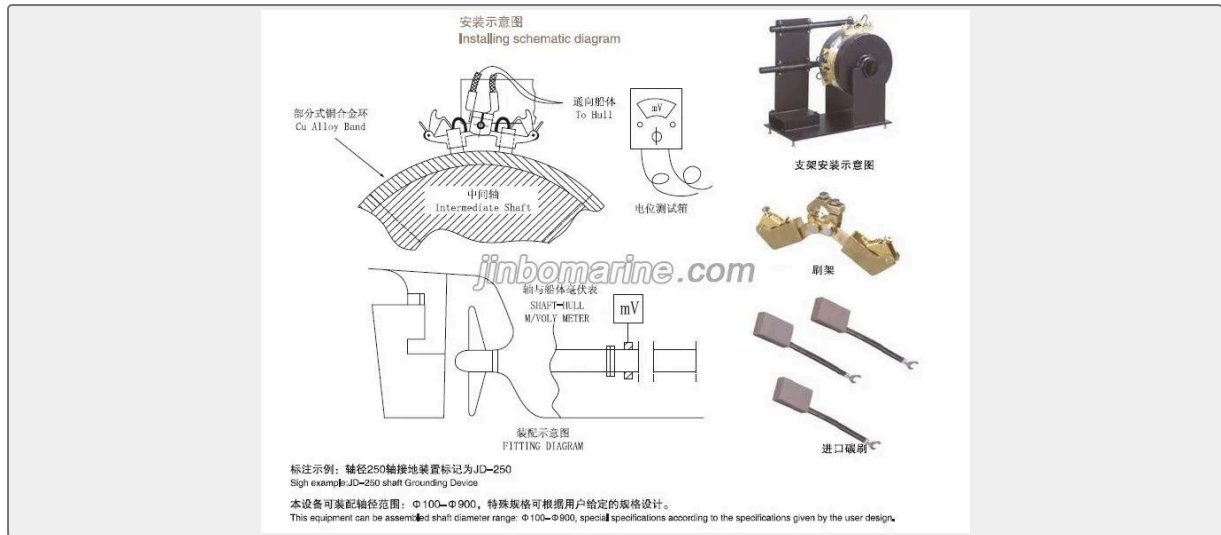 安装示意图
Installing schematic diagram
部分式铜合金环
Cu Alloy Band
通向船体
To Hull
mV
中间轴
Intermediate Shaft
电位测试箱
支架安装示意图
刷架
jinbomarine.com
轴与船体毫伏表
SHAFT-HULL
M/VOLY METER
mV
装配示意图
FITTING DIAGRAM
进口碳刷
标注示例：轴径250轴接地装置标记为JD-250
Sigh example:JD-250 shaft Grounding Device
本设备可装配轴径范围：Φ100-Φ900，特殊规格可根据用户给定的规格设计。
This equipment can be assembled shaft diameter range: Φ100-Φ900, special specifications according to the specifications given by the user design.